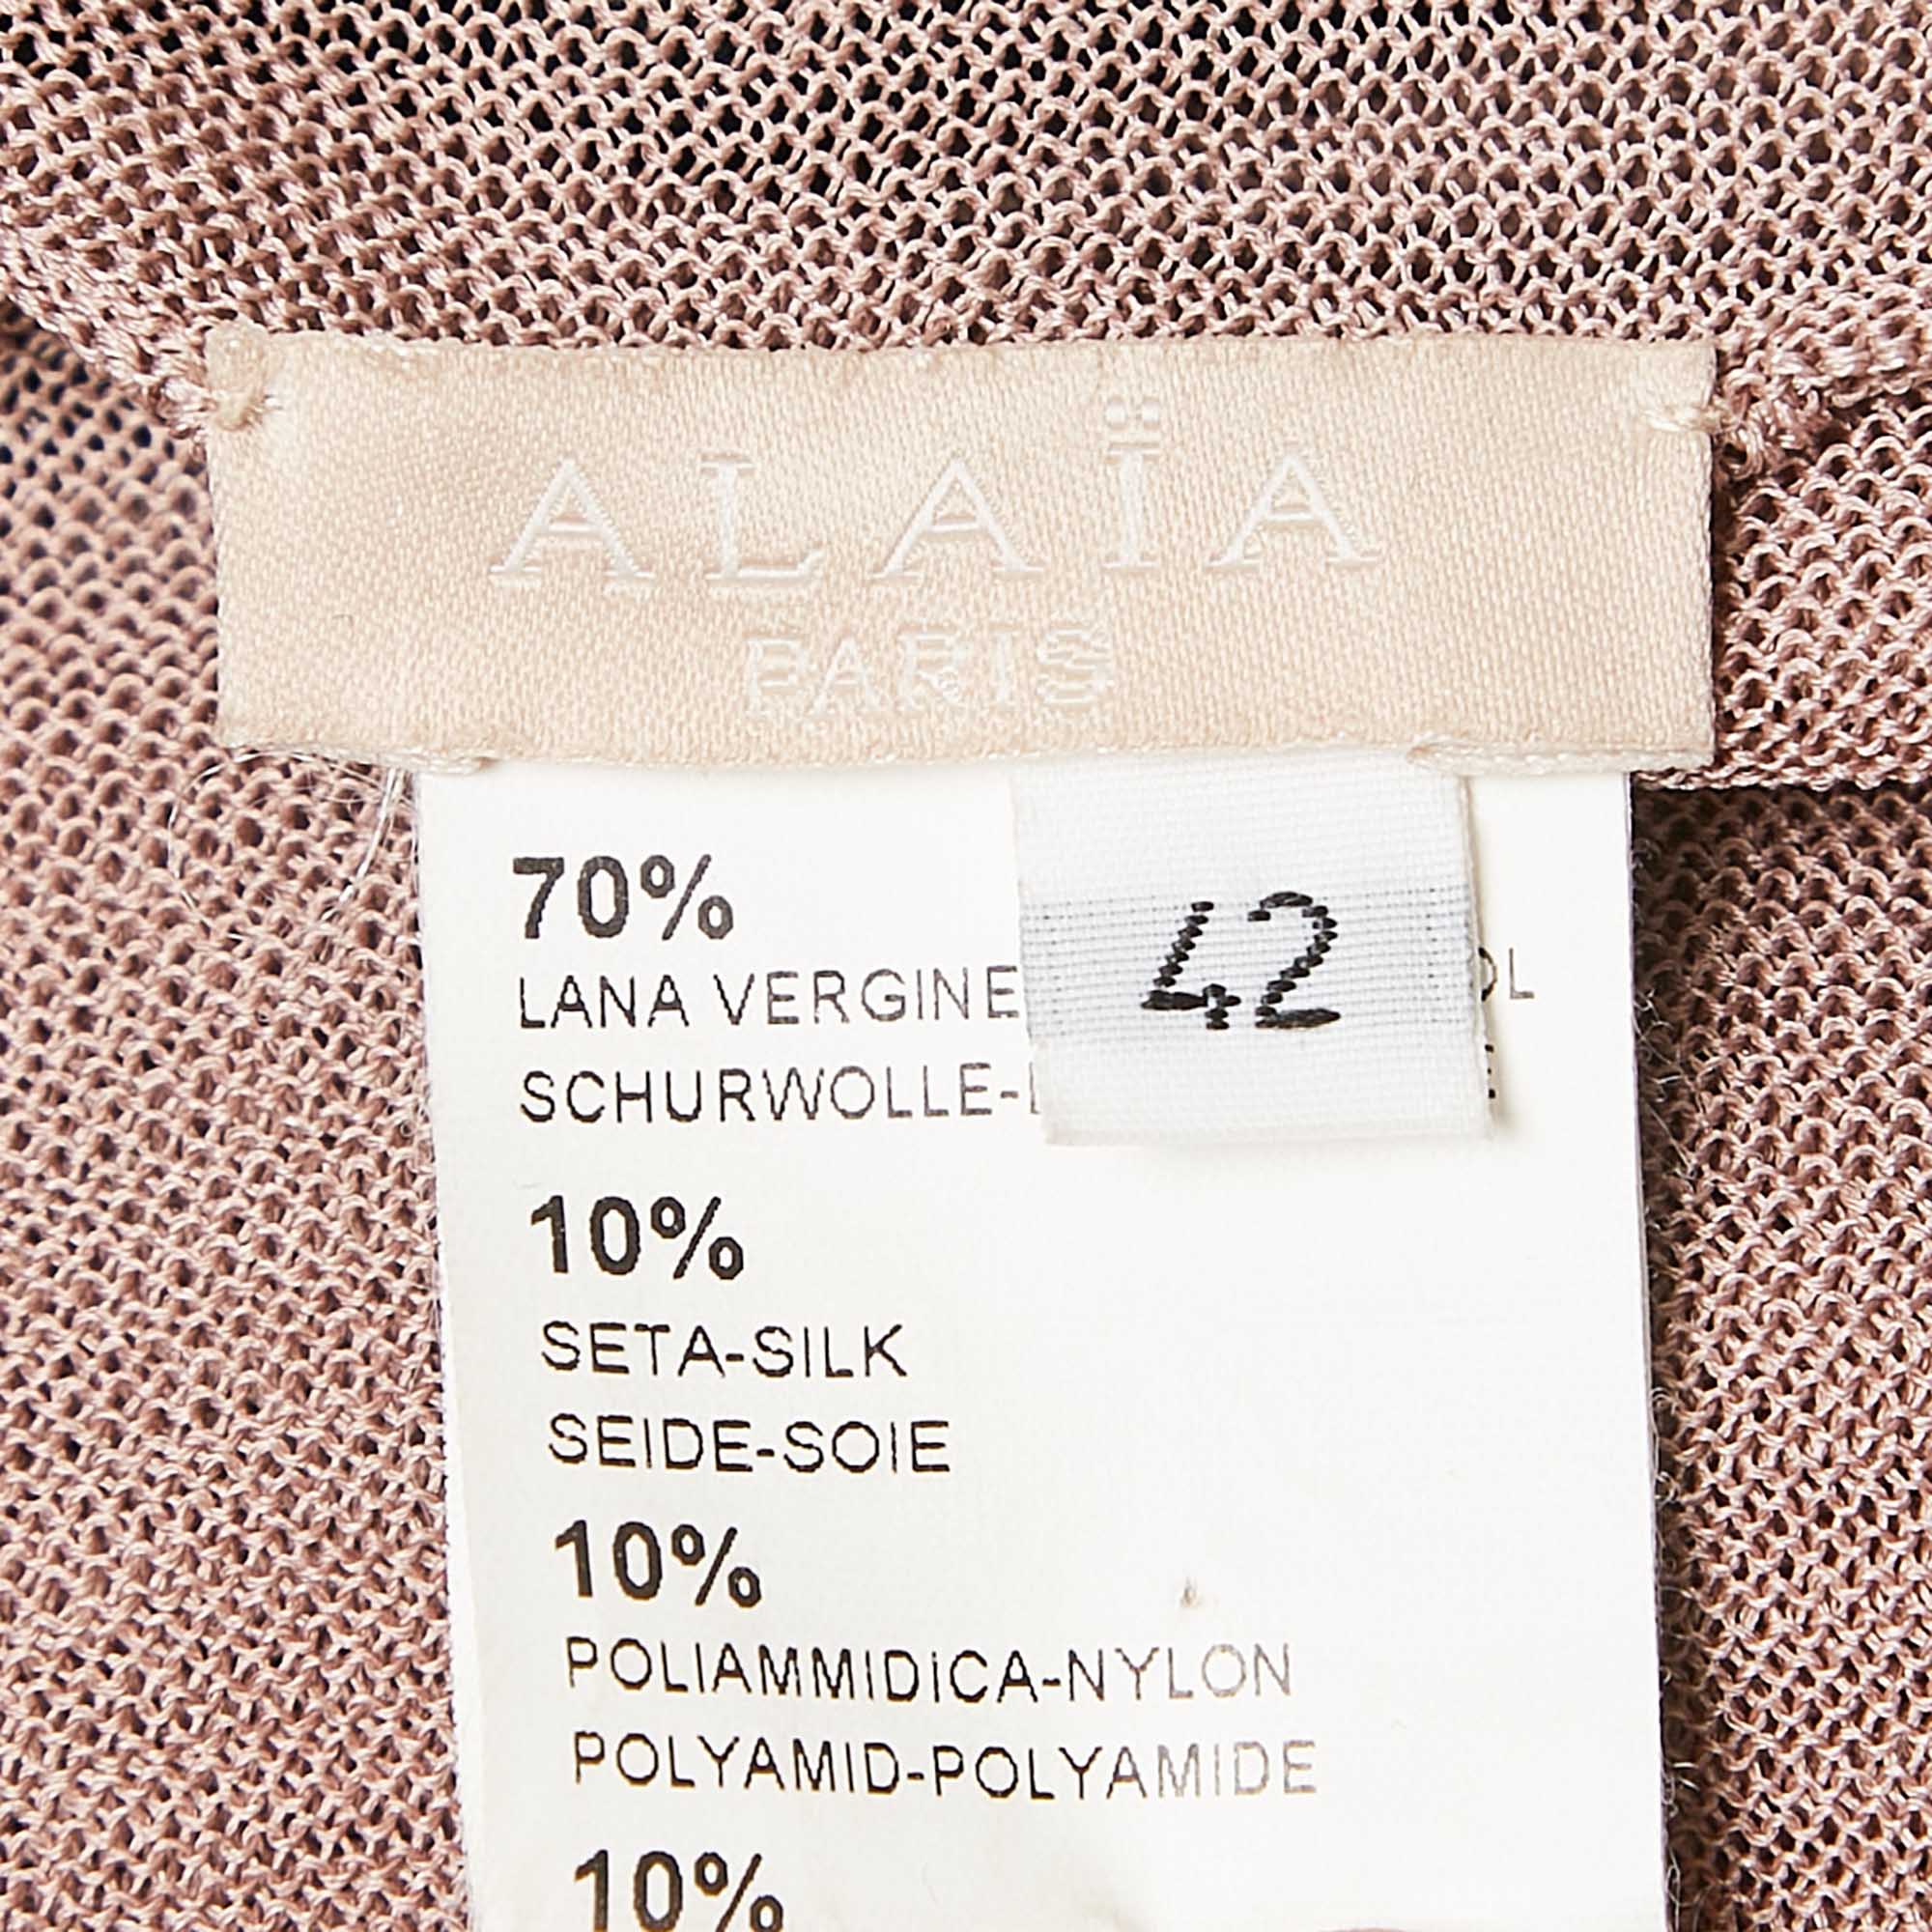 ALAÏA
PARIS
70%
42
LANA VERGINE
SCHURWOLLE-
10%
SETA-SILK
SEIDE-SOIE
10%
POLIAMMIDICA-NYLON
POLYAMID-POLYAMIDE
10%